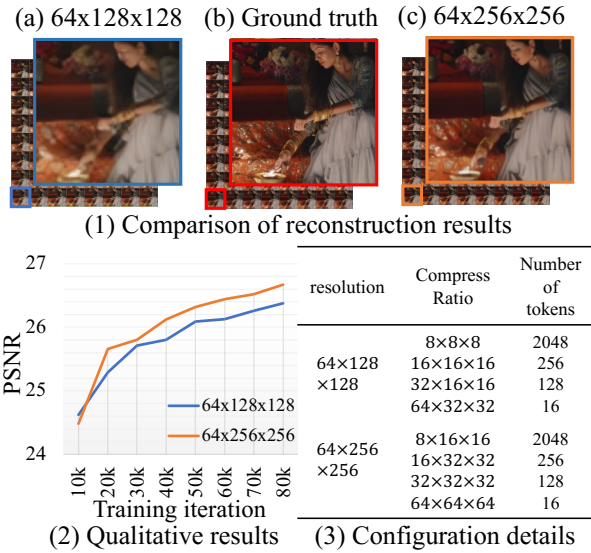 (a) 64x128x128 (b) Ground truth (c) 64x256x256
(1) Comparison of reconstruction results
27
26
25
24
PSNR
64x128x128
64x256x256
10k 20k 30k 40k 50k 60k 70k 80k
Training iteration
(2) Qualitative results
resolution Compress Ratio Number of tokens
64×128×128
8×8×8 2048
16×16×16 256
32×16×16 128
64×32×32 16
64×256×256
8×16×16 2048
16×32×32 256
32×32×32 128
64×64×64 16
(3) Configuration details